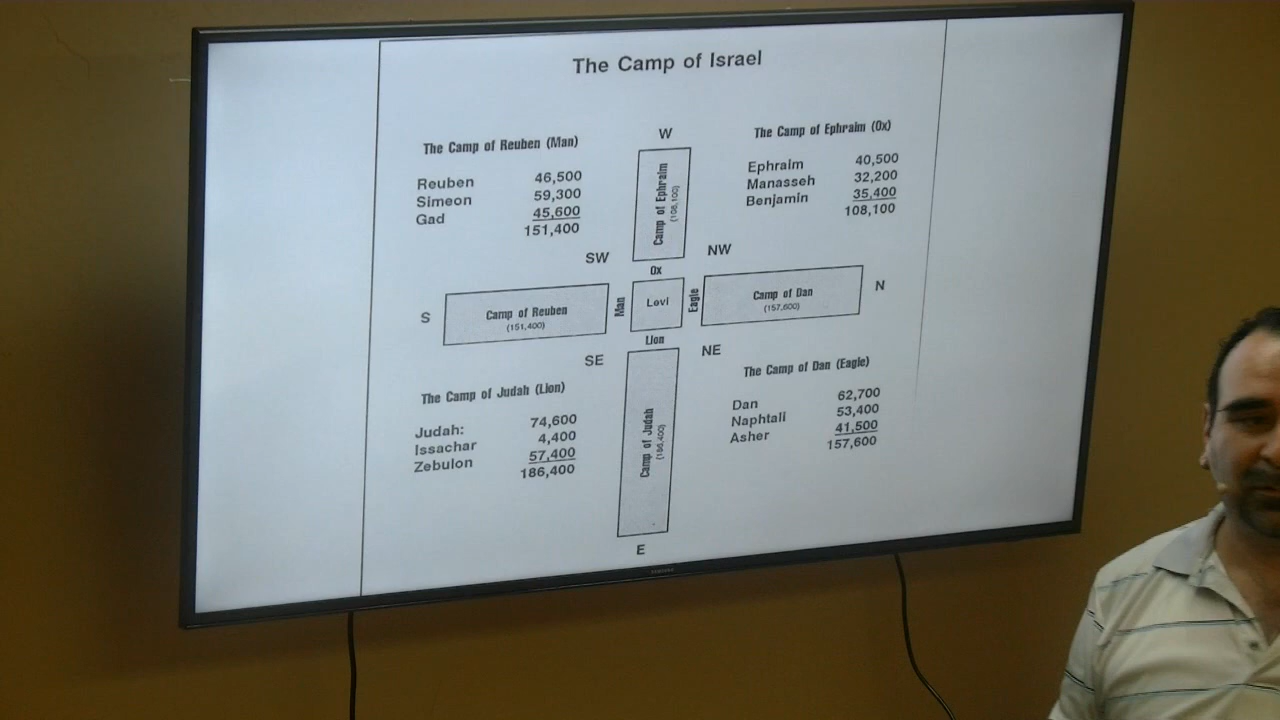 The Camp of Israel
The Camp of Reuben (Man)
Reuben 46,500
Simeon 59,300
Gad 45,600
151,400
W
Camp of Ephraim
(108,100)
The Camp of Ephraim (Ox)
Ephraim 40,500
Manasseh 32,200
Benjamin 35,400
108,100
SW
NW
Ox
S
Camp of Reuben
(151,400)
Man
Levi
Eagle
Camp of Dan
(157,600)
N
Lion
SE
NE
The Camp of Judah (Lion)
Judah: 74,600
Issachar 4,400
Zebulon 57,400
186,400
Camp of Judah
(186,400)
The Camp of Dan (Eagle)
Dan 62,700
Naphtali 53,400
Asher 41,500
157,600
E